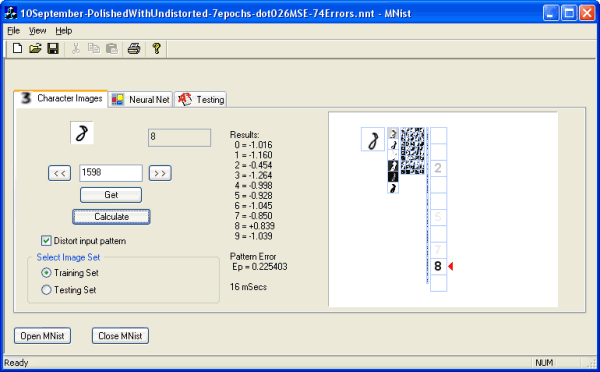 10September-PolishedWithUndistorted-7epochs-dot026MSE-74Errors.nnt - MNist
File View Help
Character Images Neural Net Testing
8 8
<< 1598 >>
Get
Calculate
Distort input pattern
Select Image Set
Training Set
Testing Set
Results:
0 = -1.016
1 = -1.160
2 = -0.454
3 = -1.264
4 = -0.998
5 = -0.928
6 = -1.045
7 = -0.850
8 = +0.839
9 = -1.039
Pattern Error
Ep = 0.225403
16 mSecs
8
2
5
7
8
Open MNist Close MNist
Ready NUM